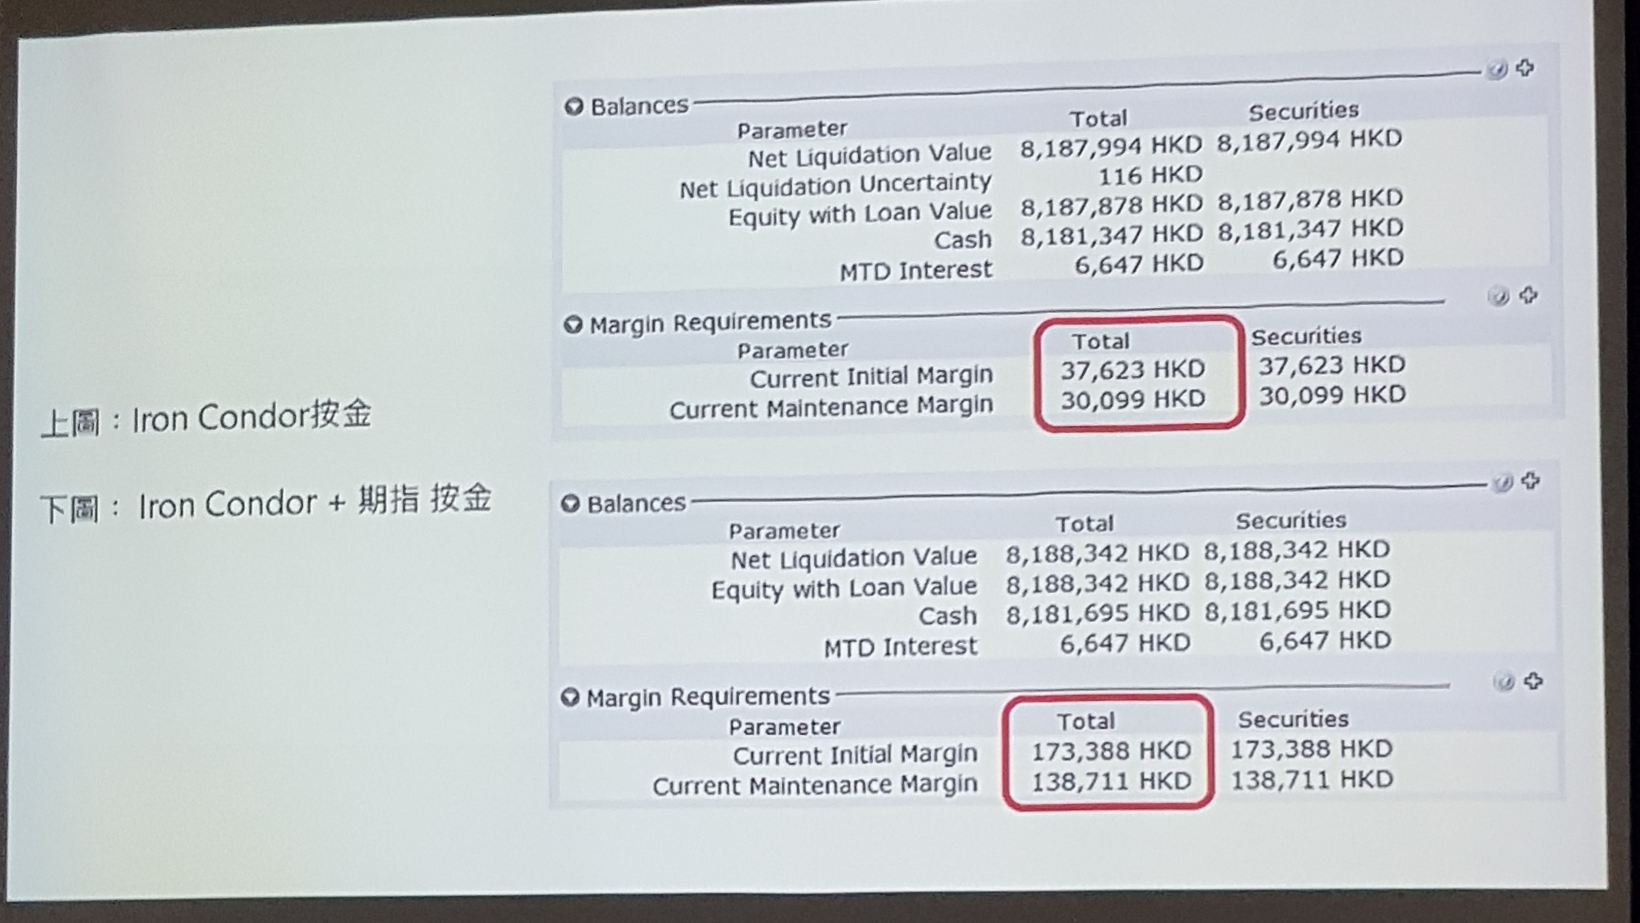 Balances
Parameter Total Securities
Net Liquidation Value 8,187,994 HKD 8,187,994 HKD
Net Liquidation Uncertainty 116 HKD
Equity with Loan Value 8,187,878 HKD 8,187,878 HKD
Cash 8,181,347 HKD 8,181,347 HKD
MTD Interest 6,647 HKD 6,647 HKD
Margin Requirements
Parameter Total Securities
Current Initial Margin 37,623 HKD 37,623 HKD
Current Maintenance Margin 30,099 HKD 30,099 HKD
上圖：Iron Condor按金
下圖： Iron Condor + 期指 按金
Balances
Parameter Total Securities
Net Liquidation Value 8,188,342 HKD 8,188,342 HKD
Equity with Loan Value 8,188,342 HKD 8,188,342 HKD
Cash 8,181,695 HKD 8,181,695 HKD
MTD Interest 6,647 HKD 6,647 HKD
Margin Requirements
Parameter Total Securities
Current Initial Margin 173,388 HKD 173,388 HKD
Current Maintenance Margin 138,711 HKD 138,711 HKD